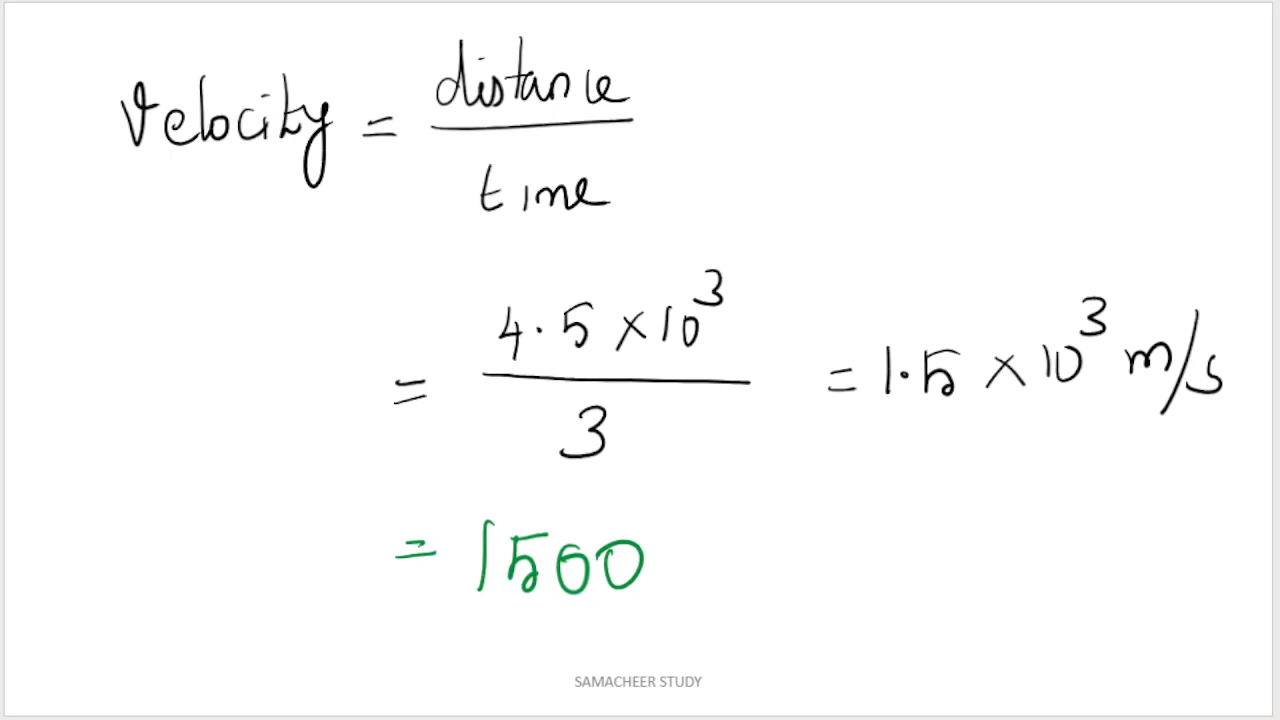 Velocity = distance / time
= 4.5 × 10³ / 3 = 1.5 × 10³ m/s
= 1500
SAMACHEER STUDY